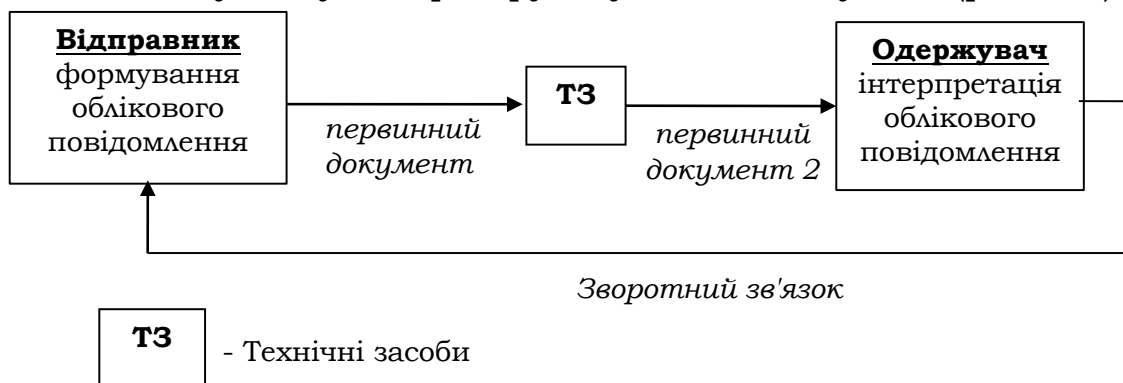 Відправник
формування
облікового
повідомлення
первинний
документ
ТЗ
первинний
документ 2
Одержувач
інтерпретація
облікового
повідомлення
Зворотний зв'язок
ТЗ
- Технічні засоби